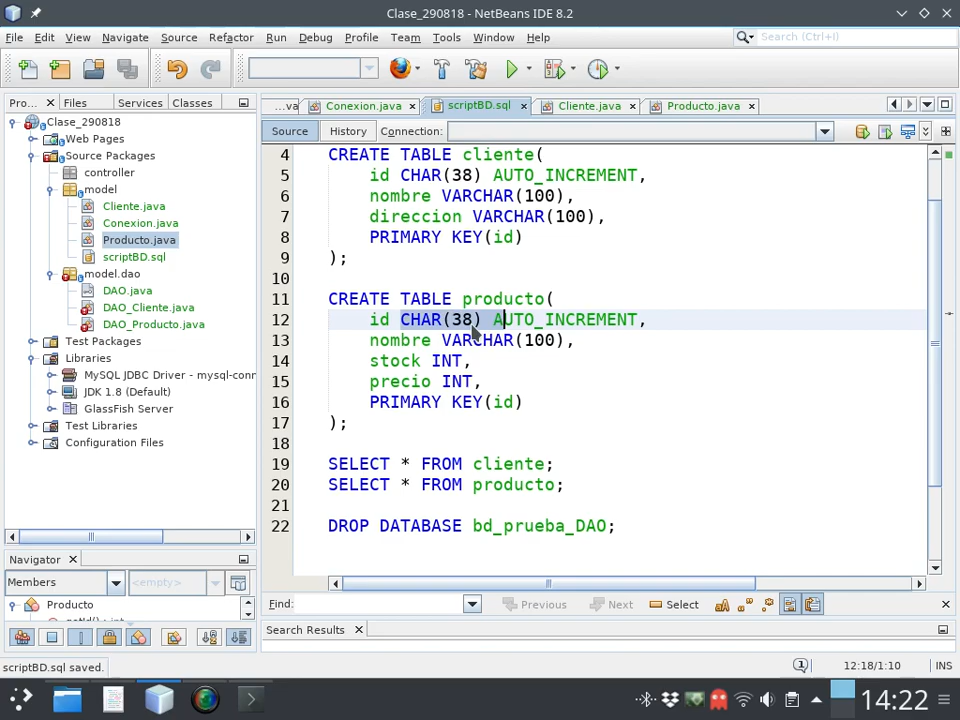 Clase_290818 - NetBeans IDE 8.2
File Edit View Navigate Source Refactor Run Debug Profile Team Tools Window Help
Search (Ctrl+I)
Pro... Files Services Classes
...va Conexion.java scriptBD.sql Cliente.java Producto.java
Source History Connection:
Clase_290818
Web Pages
Source Packages
controller
model
Cliente.java
Conexion.java
Producto.java
scriptBD.sql
model.dao
DAO.java
DAO_Cliente.java
DAO_Producto.java
Test Packages
Libraries
MySQL JDBC Driver - mysql-conn
JDK 1.8 (Default)
GlassFish Server
Test Libraries
Configuration Files
4 CREATE TABLE cliente(
5 id CHAR(38) AUTO_INCREMENT,
6 nombre VARCHAR(100),
7 direccion VARCHAR(100),
8 PRIMARY KEY(id)
9 );
10
11 CREATE TABLE producto(
12 id CHAR(38) AUTO_INCREMENT,
13 nombre VARCHAR(100),
14 stock INT,
15 precio INT,
16 PRIMARY KEY(id)
17 );
18
19 SELECT * FROM cliente;
20 SELECT * FROM producto;
21
22 DROP DATABASE bd_prueba_DAO;
Navigator
Members <empty>
Producto
Find: Previous Next Select
Search Results
scriptBD.sql saved.
1 12:18/1:10 INS
14:22